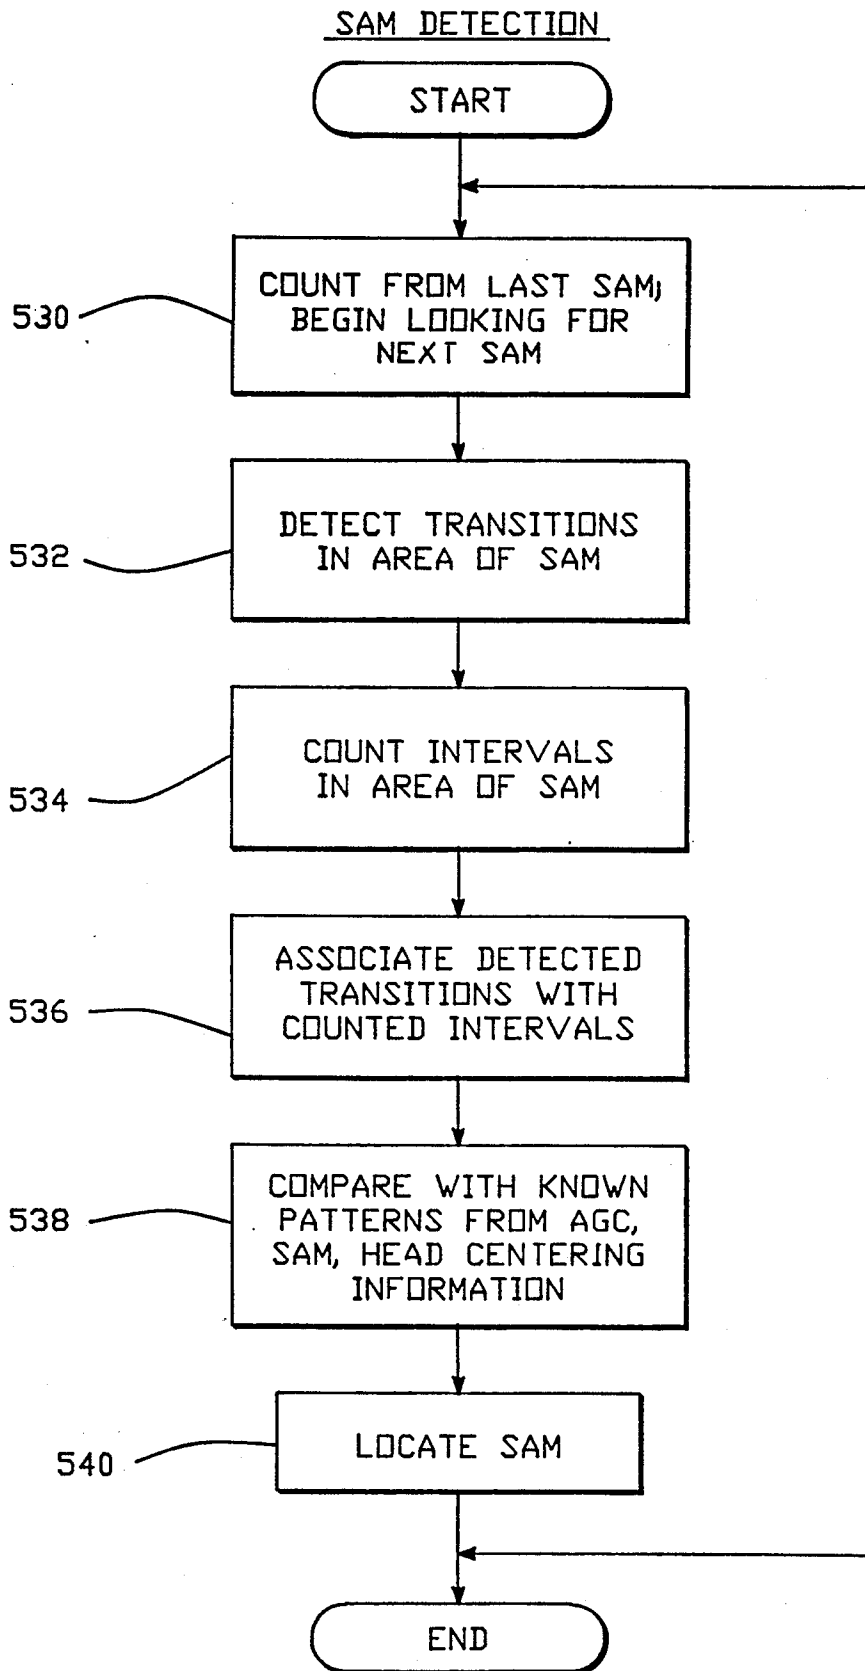 SAM DETECTION
START
530
COUNT FROM LAST SAM;
BEGIN LOOKING FOR
NEXT SAM
532
DETECT TRANSITIONS
IN AREA OF SAM
534
COUNT INTERVALS
IN AREA OF SAM
536
ASSOCIATE DETECTED
TRANSITIONS WITH
COUNTED INTERVALS
538
COMPARE WITH KNOWN
PATTERNS FROM AGC,
SAM, HEAD CENTERING
INFORMATION
540
LOCATE SAM
END